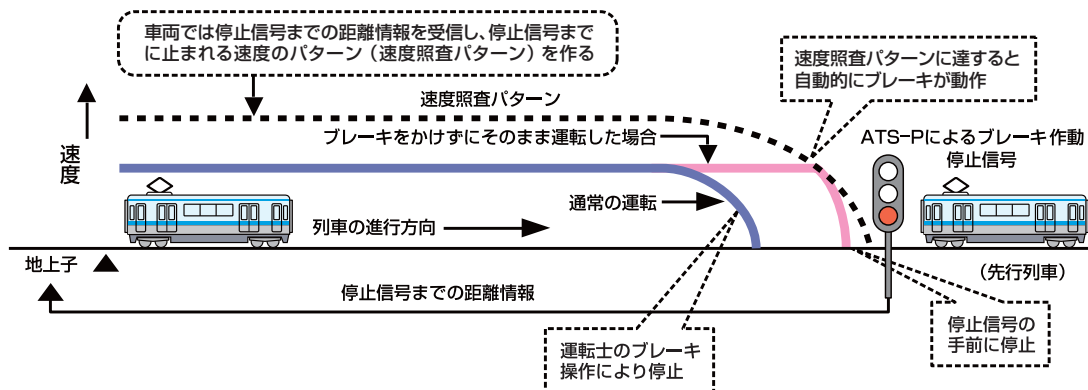 車両では停止信号までの距離情報を受信し、停止信号まで
に止まれる速度のパターン（速度照査パターン）を作る
速度照査パターンに達すると
自動的にブレーキが動作
速度照査パターン
ブレーキをかけずにそのまま運転した場合
ATS-Pによるブレーキ作動
停止信号
速度
通常の運転
列車の進行方向
地上子
（先行列車）
停止信号までの距離情報
運転士のブレーキ
操作により停止
停止信号の
手前に停止